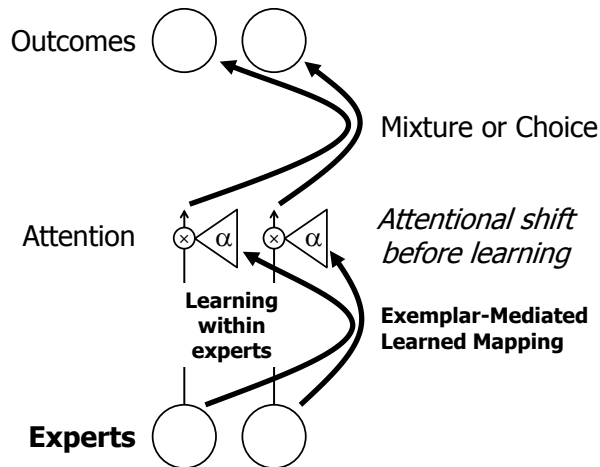 Outcomes
Mixture or Choice
Attention
× α × α
Attentional shift
before learning
Learning
within
experts
Exemplar-Mediated
Learned Mapping
Experts